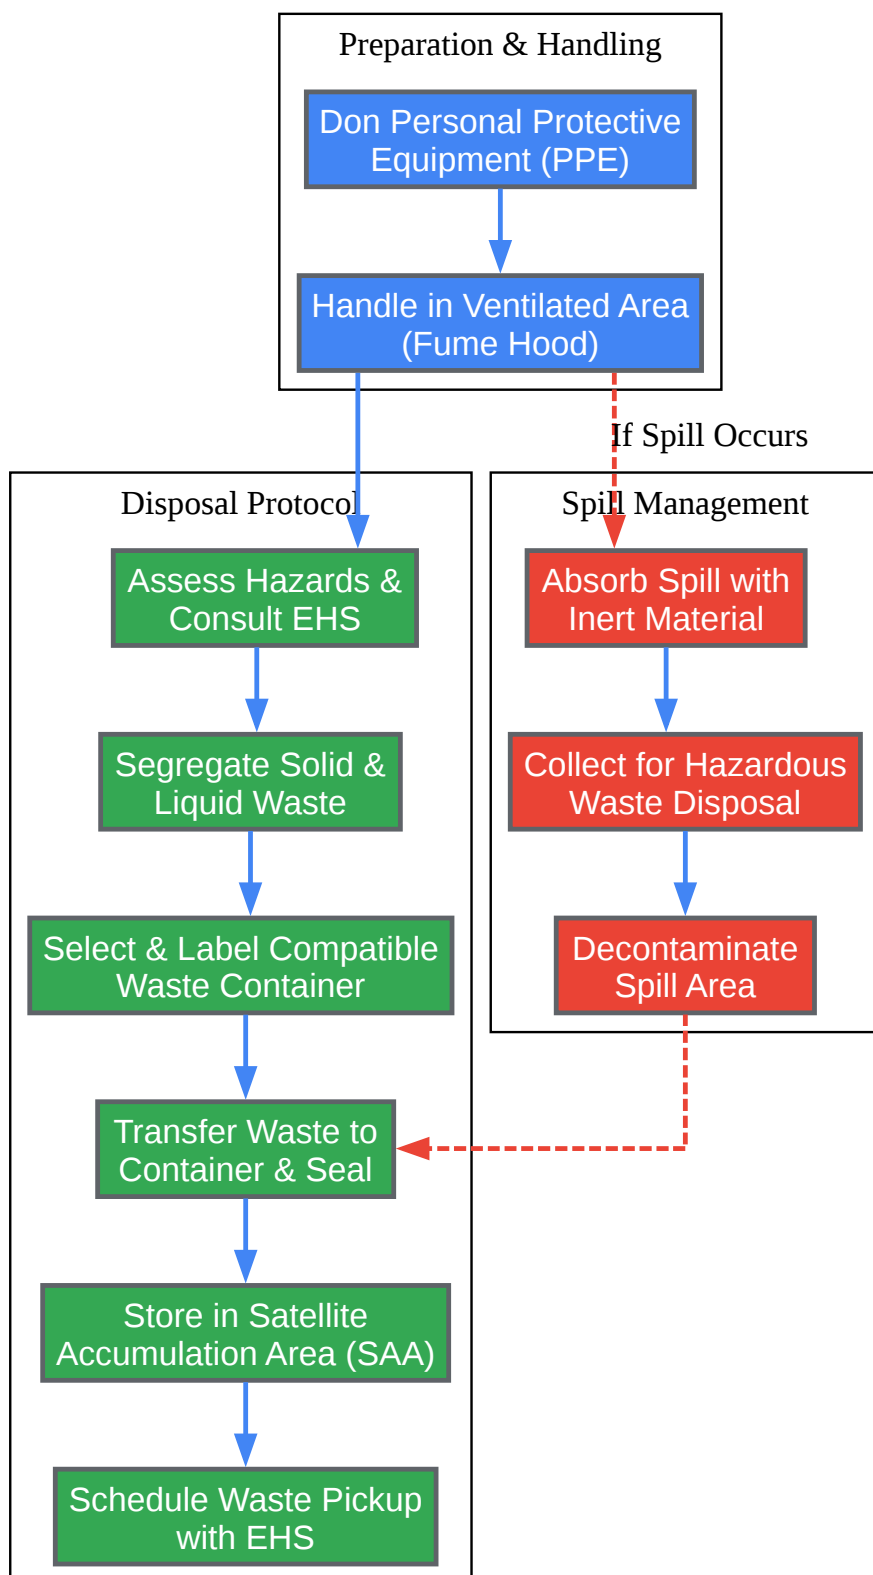 Preparation & Handling
Don Personal Protective
Equipment (PPE)
Handle in Ventilated Area
(Fume Hood)
If Spill Occurs
Disposal Protocol
Assess Hazards &
Consult EHS
Segregate Solid &
Liquid Waste
Select & Label Compatible
Waste Container
Transfer Waste to
Container & Seal
Store in Satellite
Accumulation Area (SAA)
Schedule Waste Pickup
with EHS
Spill Management
Absorb Spill with
Inert Material
Collect for Hazardous
Waste Disposal
Decontaminate
Spill Area